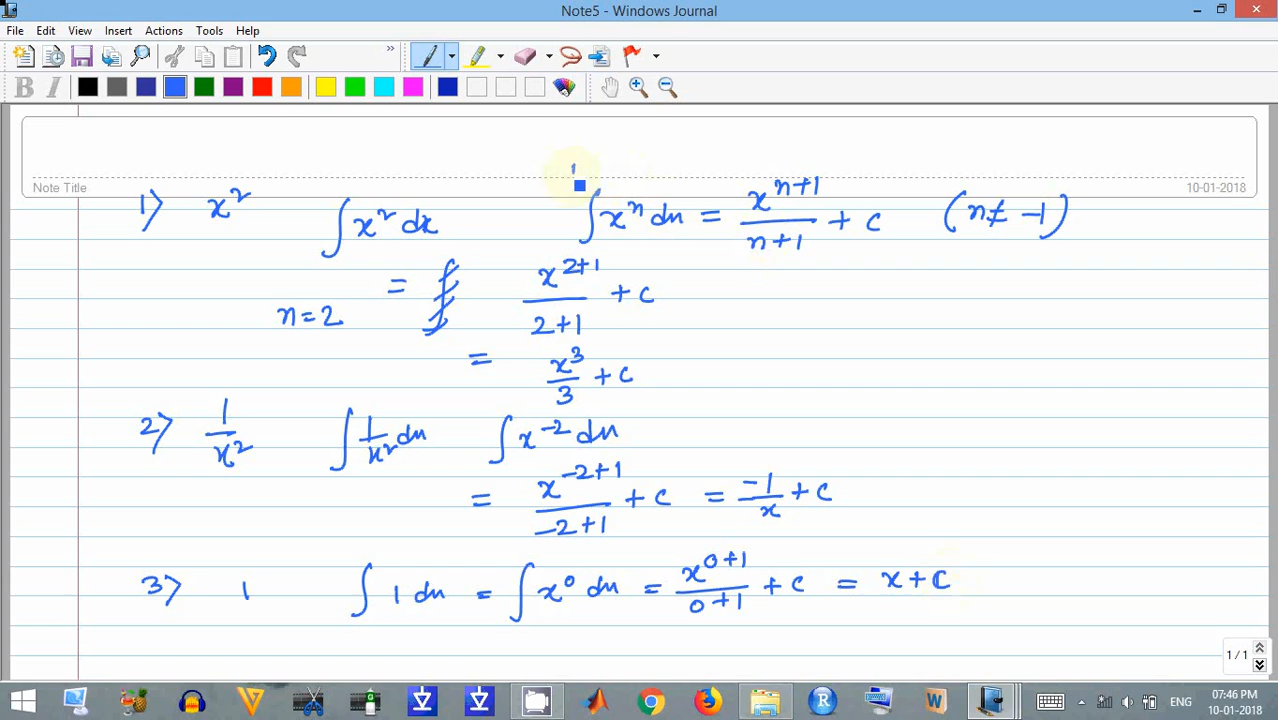 Note5 - Windows Journal
File Edit View Insert Actions Tools Help
B I
Note Title
10-01-2018
1) x² ∫x² dx ∫xⁿ dx = xⁿ⁺¹/n+1 + c (n ≠ -1)
n=2 = x²⁺¹/2+1 + c
= x³/3 + c
2) 1/x² ∫1/x² dx ∫x⁻² dx
= x⁻²⁺¹/-2+1 + c = -1/x + c
3) 1 ∫1 dx = ∫x⁰ dx = x⁰⁺¹/0+1 + c = x + c
1/1
ENG
07:46 PM
10-01-2018